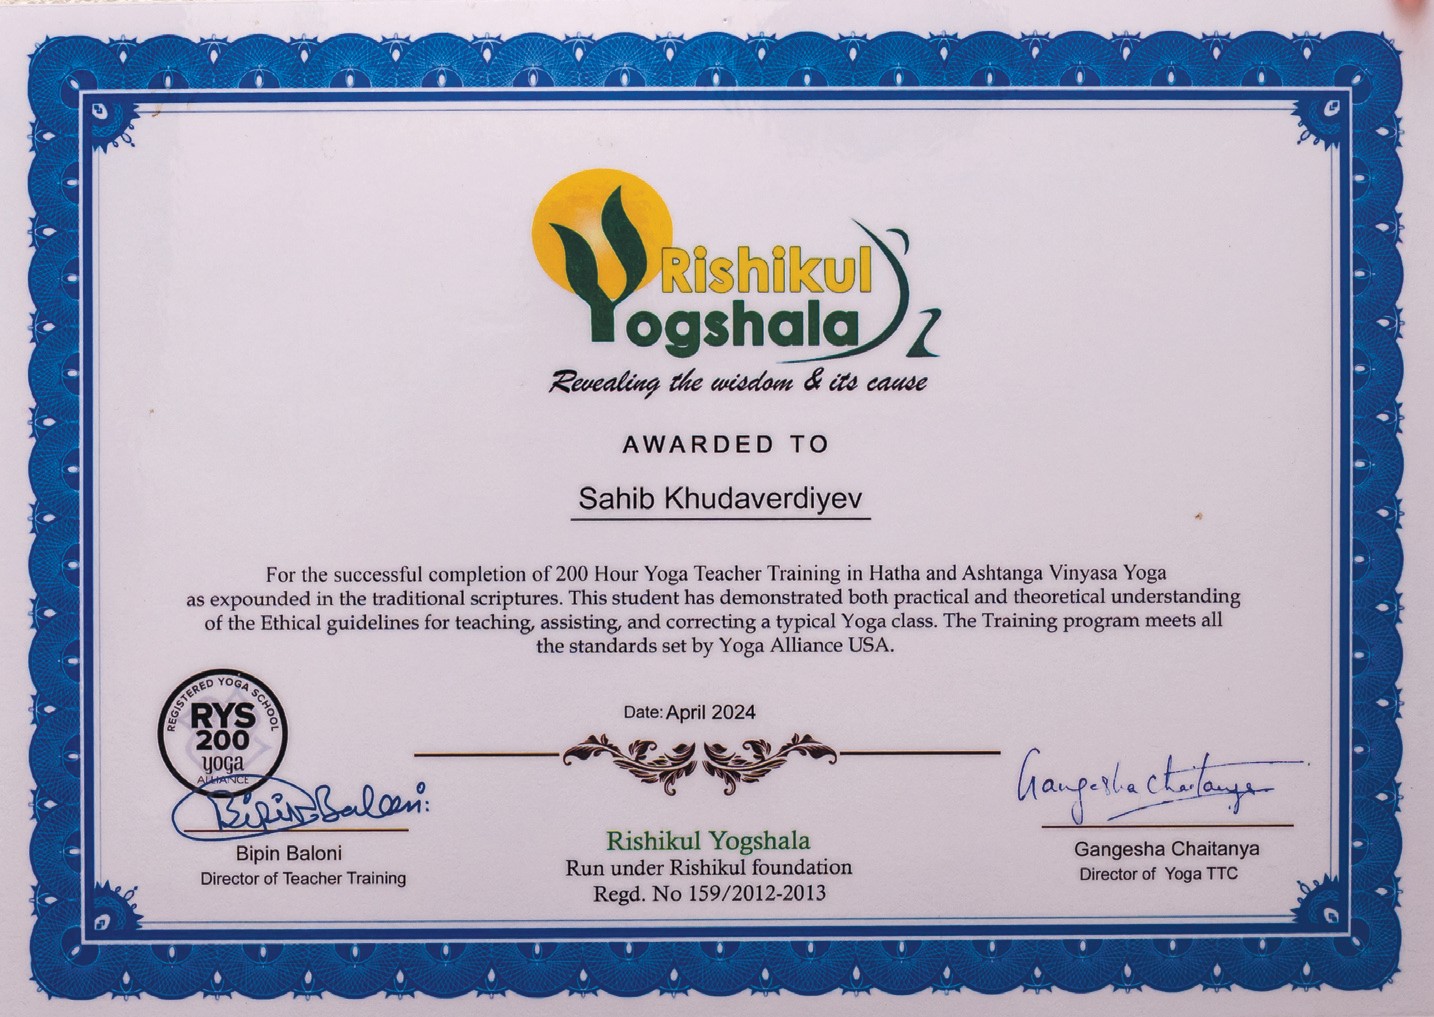 Rishikul
Yogshala
Revealing the wisdom & its cause
AWARDED TO
Sahib Khudaverdiyev
For the successful completion of 200 Hour Yoga Teacher Training in Hatha and Ashtanga Vinyasa Yoga
as expounded in the traditional scriptures. This student has demonstrated both practical and theoretical understanding
of the Ethical guidelines for teaching, assisting, and correcting a typical Yoga class. The Training program meets all
the standards set by Yoga Alliance USA.
REGISTERED YOGA SCHOOL
RYS
200
yoga
ALLIANCE
Date: April 2024
Bipin Baloni
Gangesha Chaitanya
Bipin Baloni
Director of Teacher Training
Rishikul Yogshala
Run under Rishikul foundation
Regd. No 159/2012-2013
Gangesha Chaitanya
Director of Yoga TTC